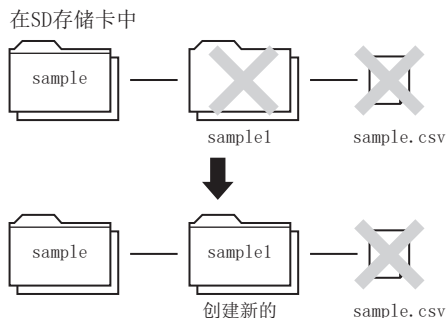 在SD存储卡中
sample
sample1
sample.csv
sample
sample1
创建新的
sample.csv